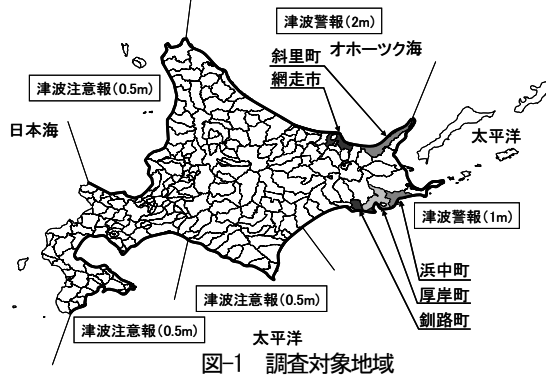 津波警報（2m）
オホーツク海
斜里町
網走市
津波注意報（0.5m）
太平洋
日本海
津波警報（1m）
浜中町
厚岸町
釧路町
津波注意報（0.5m）
津波注意報（0.5m）
太平洋
図-1　調査対象地域